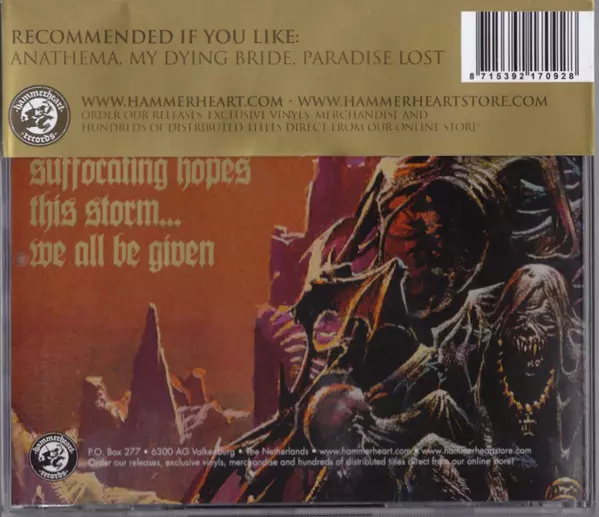 RECOMMENDED IF YOU LIKE:
ANATHEMA, MY DYING BRIDE, PARADISE LOST
8 715392 170928
hammerheart
·records·
WWW.HAMMERHEART.COM - WWW.HAMMERHEARTSTORE.COM
ORDER OUR RELEASES, EXCLUSIVE VINYLS, MERCHANDISE AND
HUNDREDS OF DISTRIBUTED TITLES DIRECT FROM OUR ONLINE STORE!
suffocating hopes
this storm...
we all be given
hammerheart
·records·
P.O. Box 277 • 6300 AG Valkenburg • The Netherlands • www.hammerheart.com • www.hammerheartstore.com
Order our releases, exclusive vinyls, merchandise and hundreds of distributed titles direct from our online store!